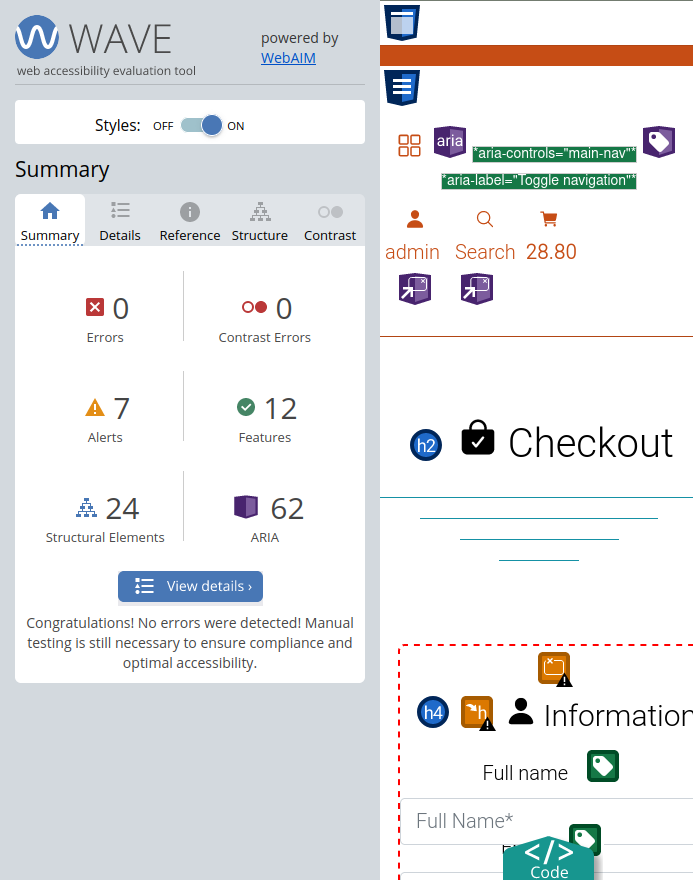 WAVE
web accessibility evaluation tool
powered by
WebAIM
Styles: OFF ON
Summary
Summary Details Reference Structure Contrast
0 0
Errors Contrast Errors
7 12
Alerts Features
24 62
Structural Elements ARIA
View details ›
Congratulations! No errors were detected! Manual
testing is still necessary to ensure compliance and
optimal accessibility.
aria
*aria-controls="main-nav"*
*aria-label="Toggle navigation"*
admin Search 28.80
h2 Checkout
h4 h Information
Full name
Full Name*
</>
Code